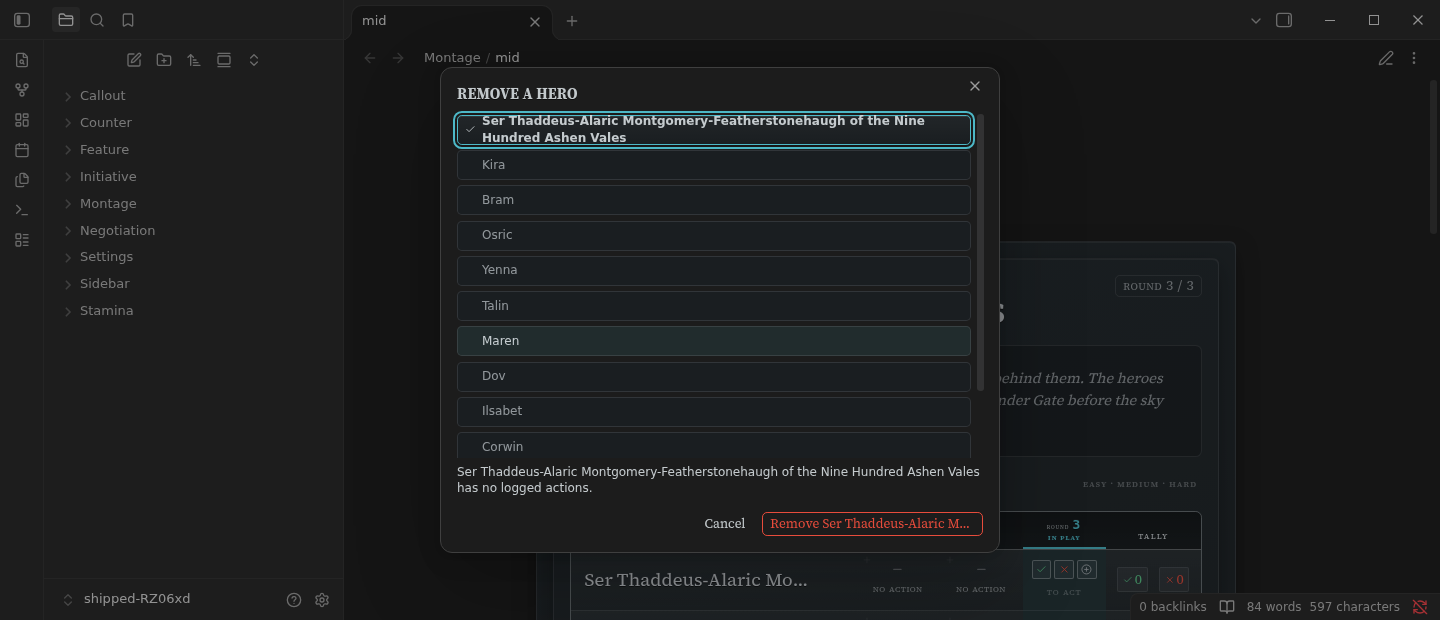 mid
Montage / mid
Callout
Counter
Feature
Initiative
Montage
Negotiation
Settings
Sidebar
Stamina
shipped-RZ06xd
REMOVE A HERO
Ser Thaddeus-Alaric Montgomery-Featherstonehaugh of the Nine
Hundred Ashen Vales
Kira
Bram
Osric
Yenna
Talin
Maren
Dov
Ilsabet
Corwin
Ser Thaddeus-Alaric Montgomery-Featherstonehaugh of the Nine Hundred Ashen Vales
has no logged actions.
Cancel
Remove Ser Thaddeus-Alaric M...
ROUND 3 / 3
behind them. The heroes
nder Gate before the sky
EASY · MEDIUM · HARD
ROUND 3
IN PLAY
TALLY
Ser Thaddeus-Alaric Mo...
— NO ACTION
— NO ACTION
TO ACT
0
0
0 backlinks
84 words 597 characters